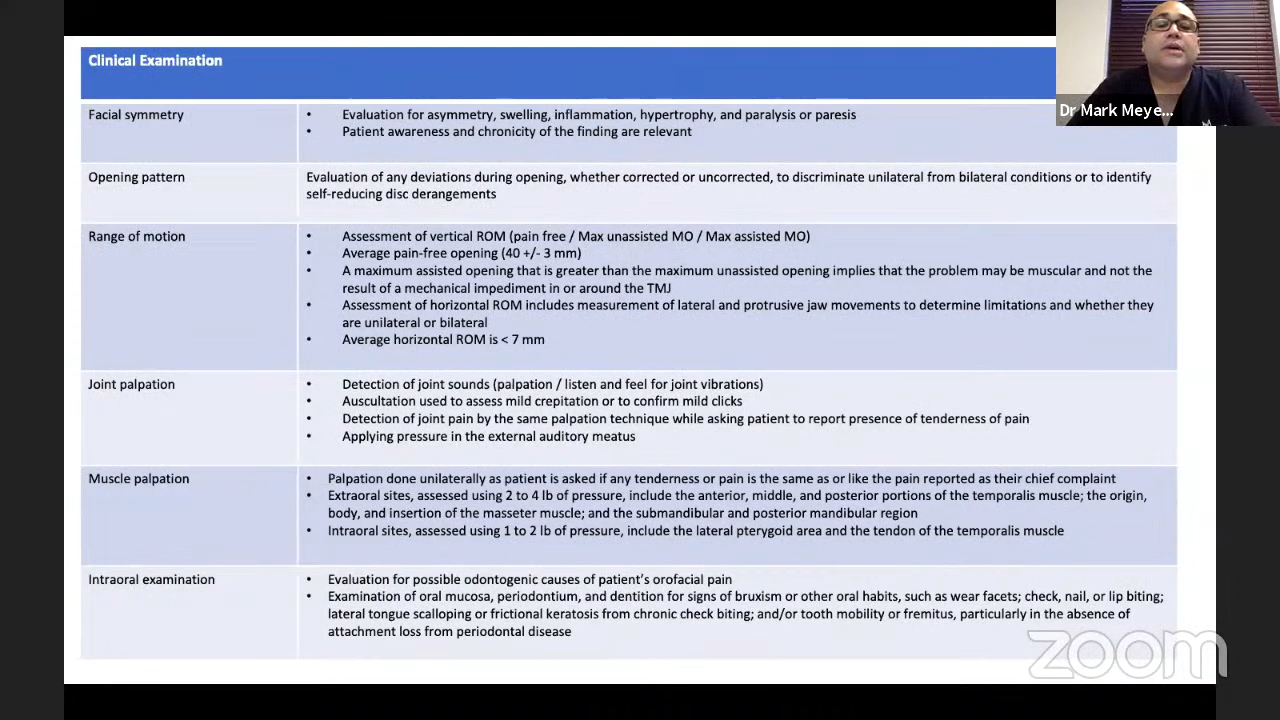 Clinical Examination
Dr Mark Meye...
Facial symmetry
• Evaluation for asymmetry, swelling, inflammation, hypertrophy, and paralysis or paresis
• Patient awareness and chronicity of the finding are relevant
Opening pattern
Evaluation of any deviations during opening, whether corrected or uncorrected, to discriminate unilateral from bilateral conditions or to identify
self-reducing disc derangements
Range of motion
• Assessment of vertical ROM (pain free / Max unassisted MO / Max assisted MO)
• Average pain-free opening (40 +/- 3 mm)
• A maximum assisted opening that is greater than the maximum unassisted opening implies that the problem may be muscular and not the
result of a mechanical impediment in or around the TMJ
• Assessment of horizontal ROM includes measurement of lateral and protrusive jaw movements to determine limitations and whether they
are unilateral or bilateral
• Average horizontal ROM is < 7 mm
Joint palpation
• Detection of joint sounds (palpation / listen and feel for joint vibrations)
• Auscultation used to assess mild crepitation or to confirm mild clicks
• Detection of joint pain by the same palpation technique while asking patient to report presence of tenderness of pain
• Applying pressure in the external auditory meatus
Muscle palpation
• Palpation done unilaterally as patient is asked if any tenderness or pain is the same as or like the pain reported as their chief complaint
• Extraoral sites, assessed using 2 to 4 lb of pressure, include the anterior, middle, and posterior portions of the temporalis muscle; the origin,
body, and insertion of the masseter muscle; and the submandibular and posterior mandibular region
• Intraoral sites, assessed using 1 to 2 lb of pressure, include the lateral pterygoid area and the tendon of the temporalis muscle
Intraoral examination
• Evaluation for possible odontogenic causes of patient's orofacial pain
• Examination of oral mucosa, periodontium, and dentition for signs of bruxism or other oral habits, such as wear facets; check, nail, or lip biting;
lateral tongue scalloping or frictional keratosis from chronic check biting; and/or tooth mobility or fremitus, particularly in the absence of
attachment loss from periodontal disease
zoom